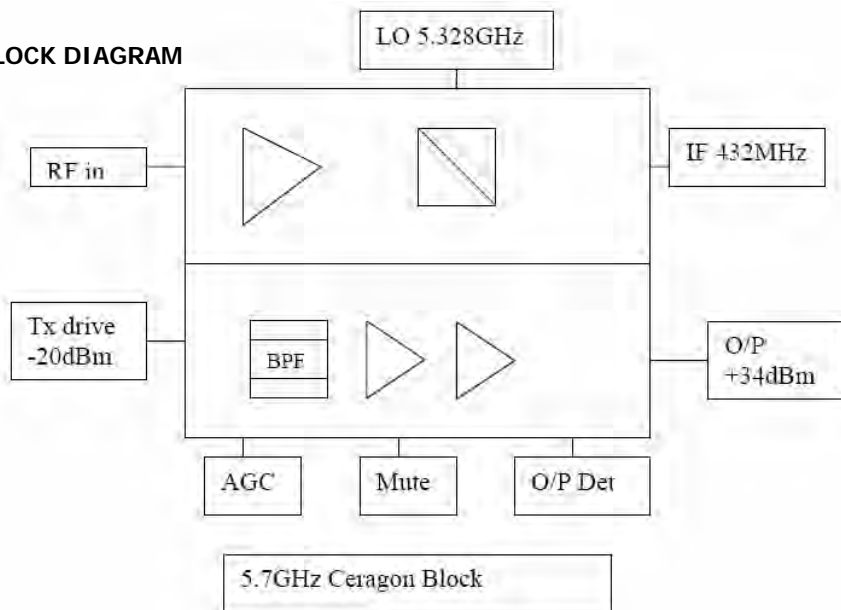 LOCK DIAGRAM
LO 5.328GHz
RF in
IF 432MHz
Tx drive
-20dBm
BPF
O/P
+34dBm
AGC
Mute
O/P Det
5.7GHz Ceragon Block